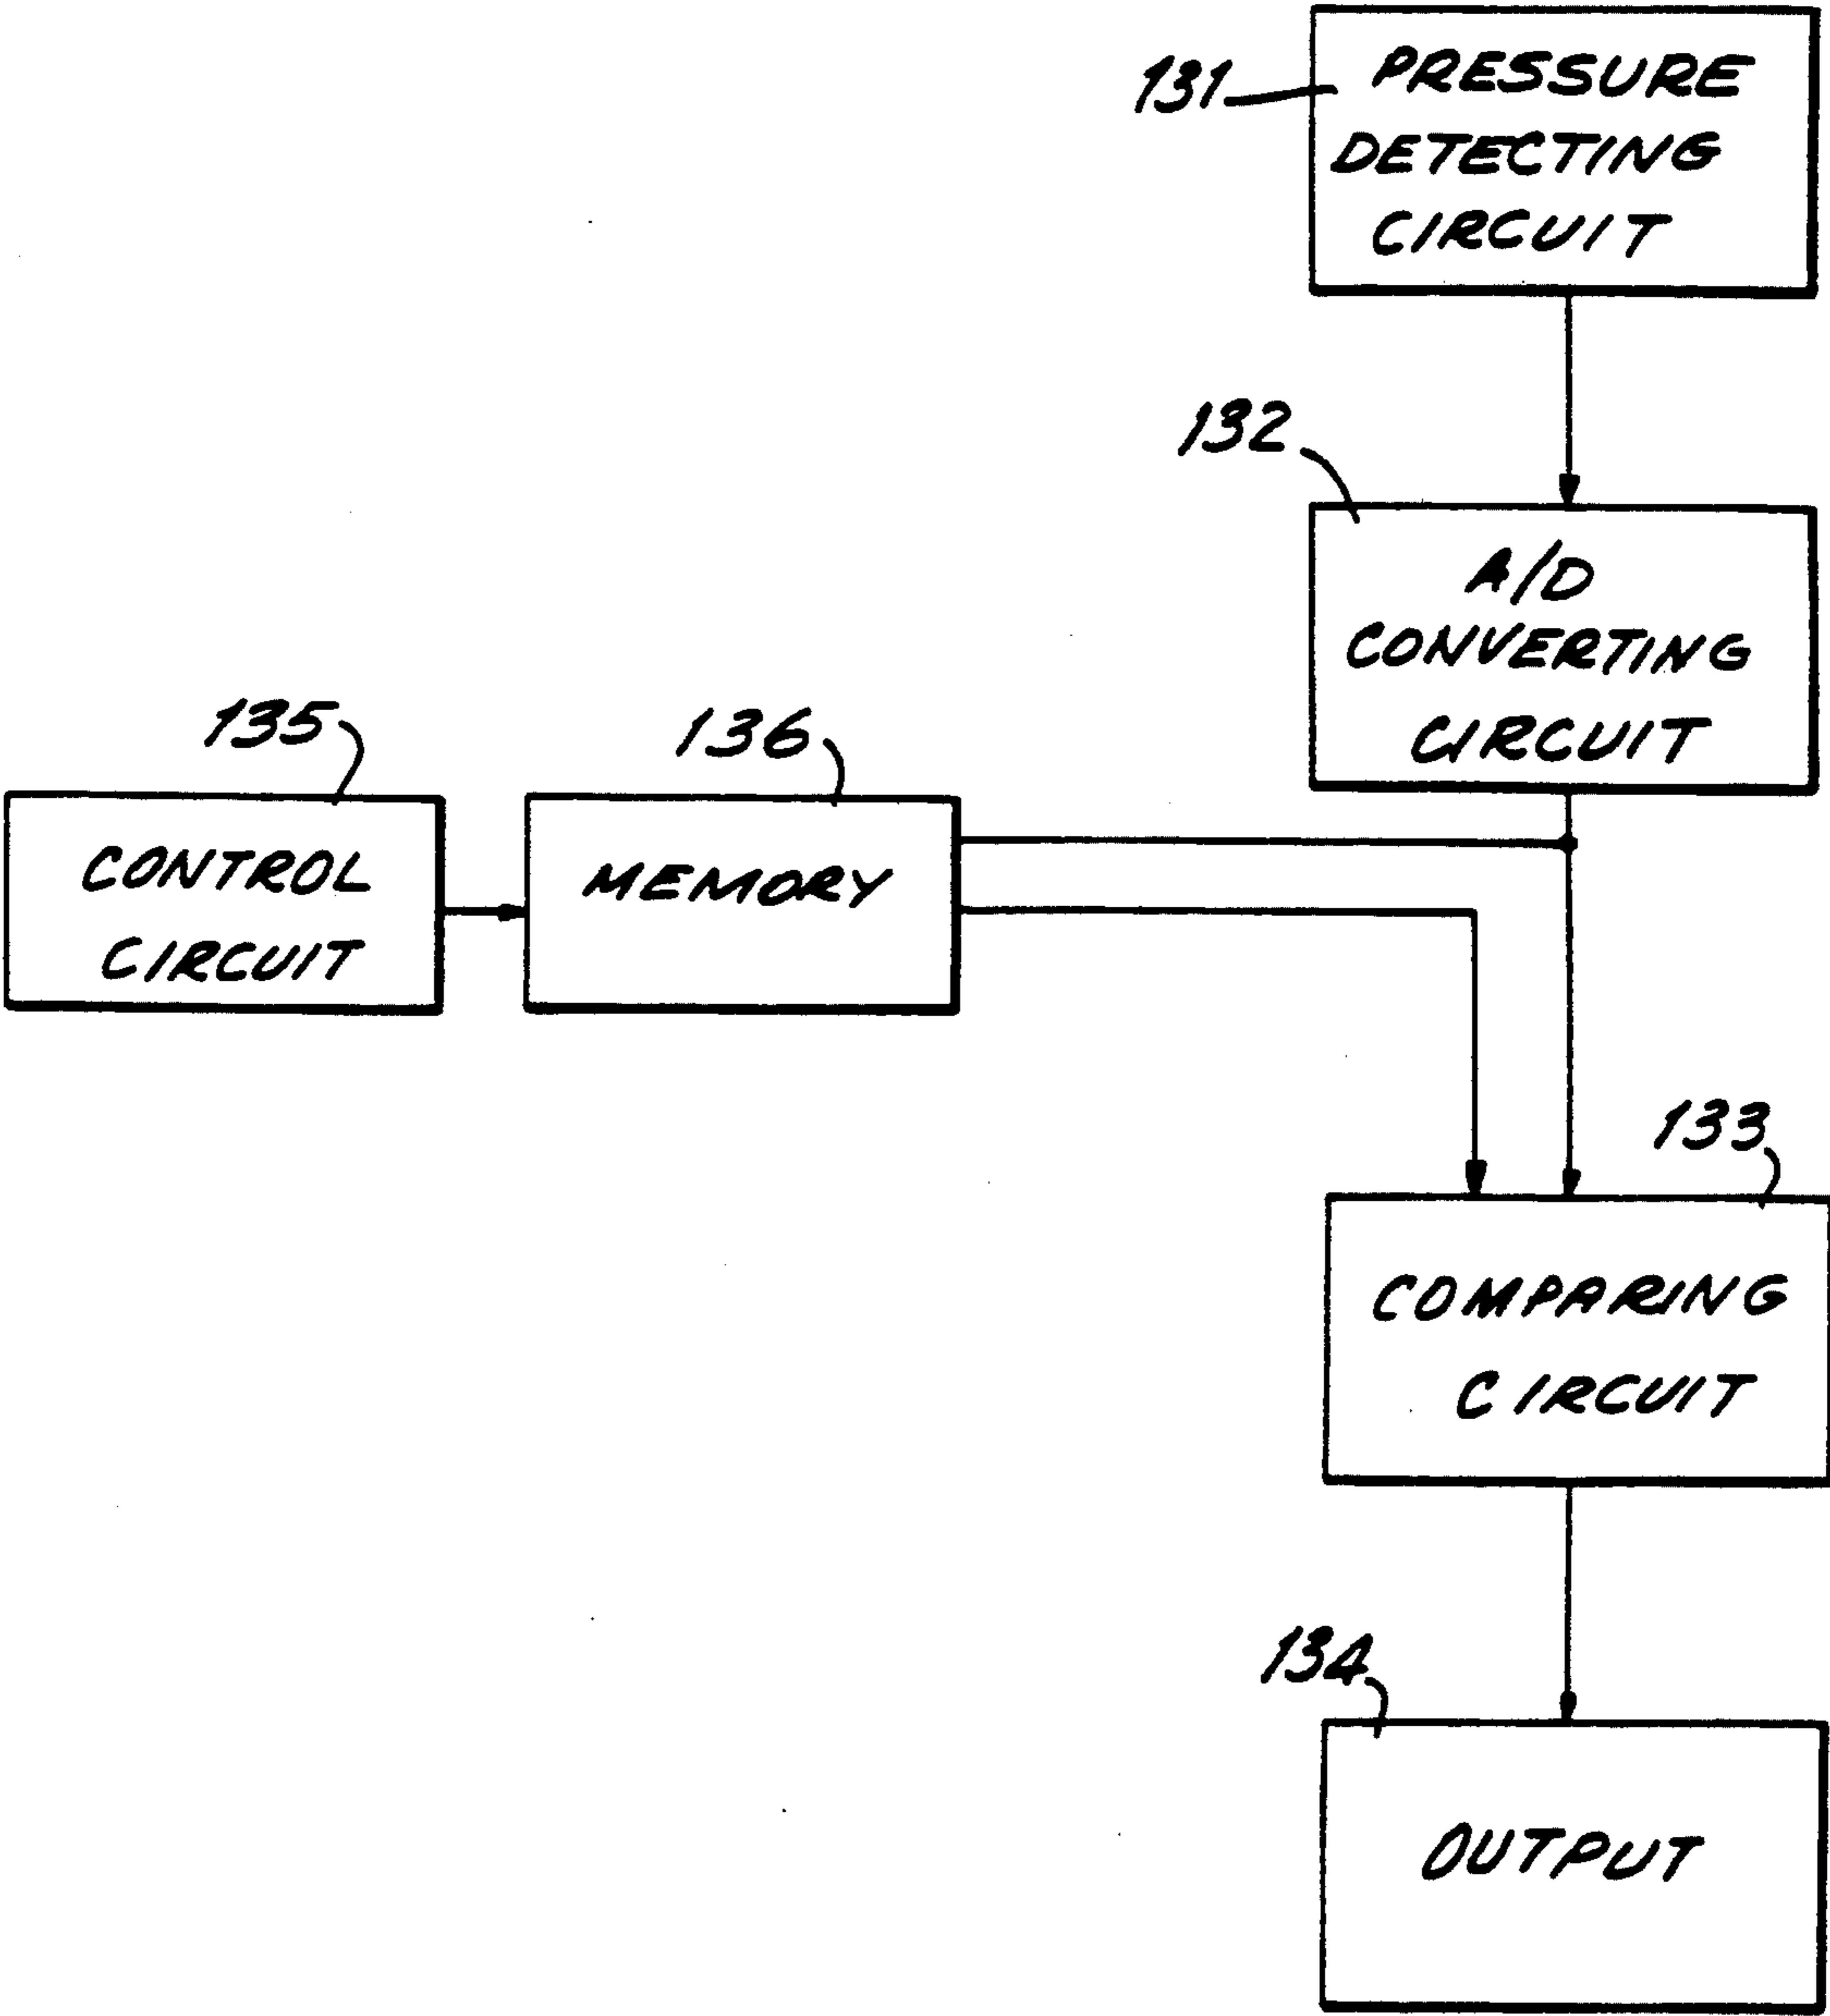 131
PRESSURE
DETECTING
CIRCUIT
132
A/D
CONVERTING
CIRCUIT
135
CONTROL
CIRCUIT
136
MEMORY
133
COMPARING
CIRCUIT
134
OUTPUT